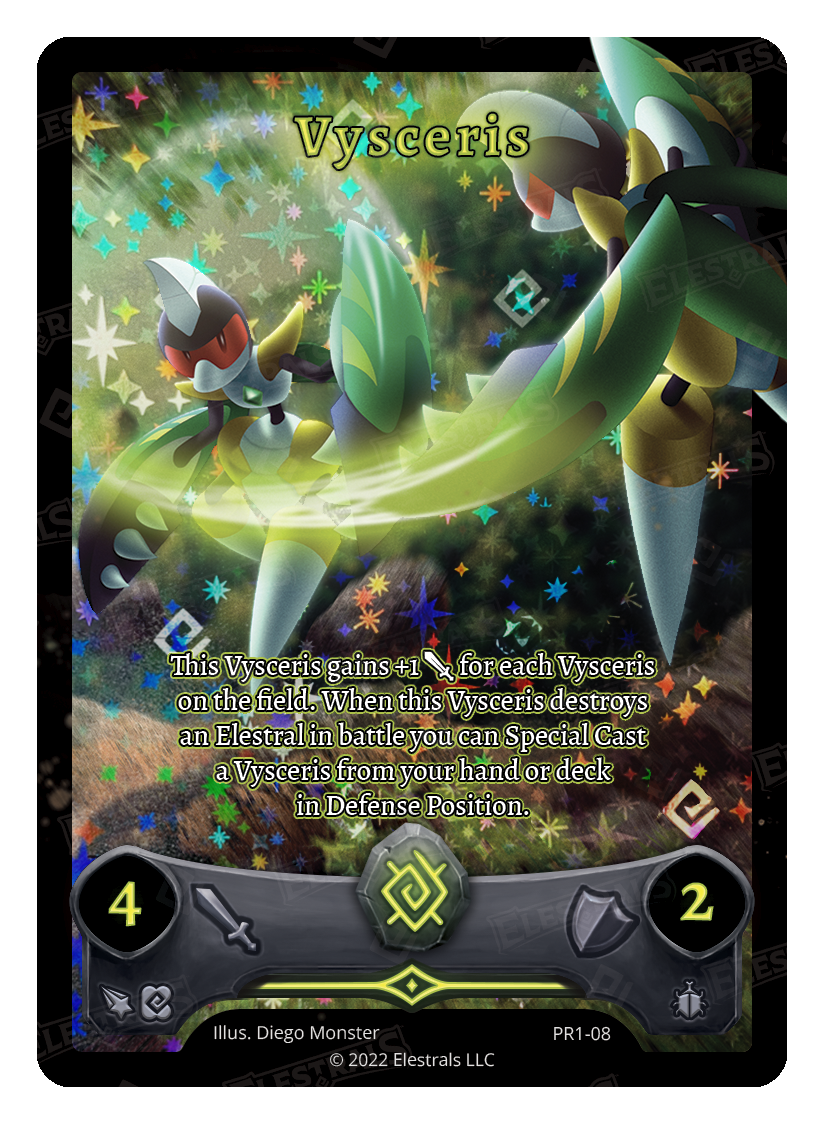 Vysceris
This Vysceris gains +1 for each Vysceris
on the field. When this Vysceris destroys
an Elestral in battle you can Special Cast
a Vysceris from your hand or deck
in Defense Position.
4
2
Illus. Diego Monster
PR1-08
© 2022 Elestrals LLC